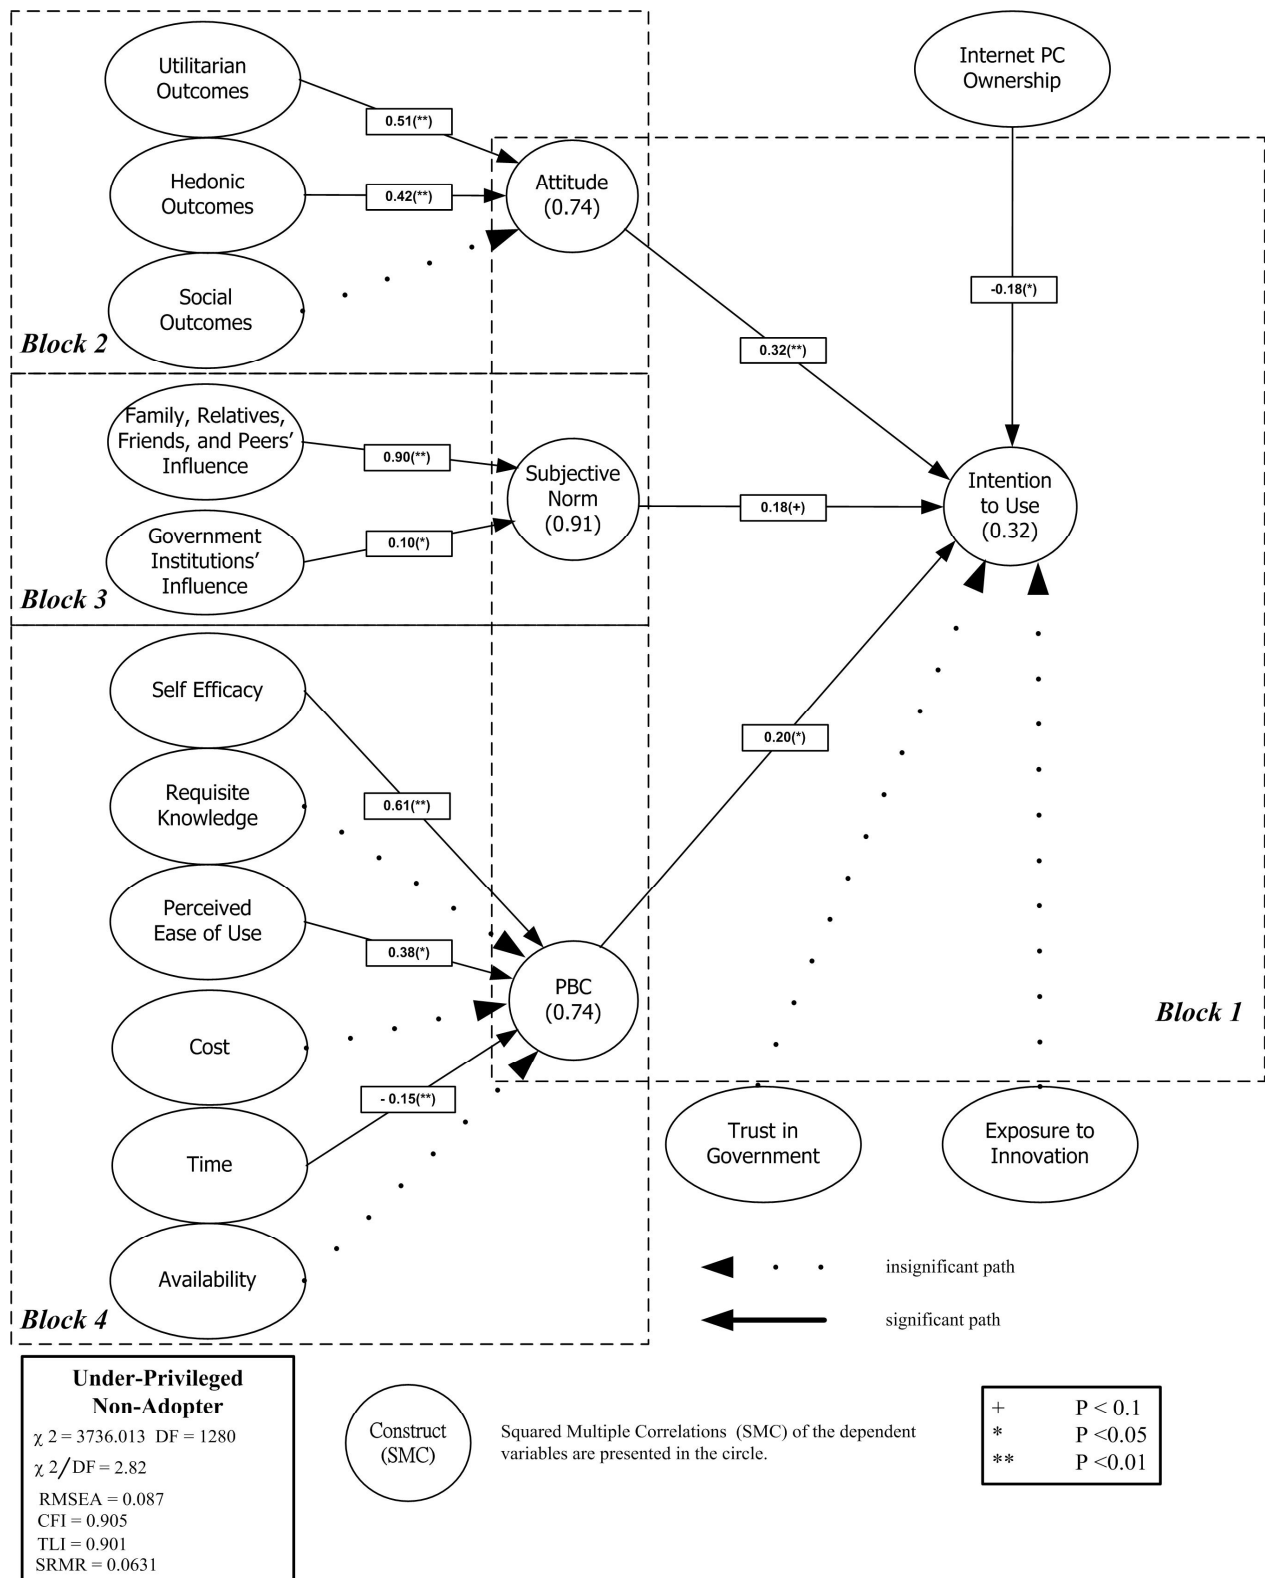 Utilitarian
Outcomes
Internet PC
Ownership
0.51(**)
Hedonic
Outcomes
0.42(**)
Attitude
(0.74)
Social
Outcomes
Block 2
-0.18(*)
0.32(**)
Family, Relatives,
Friends, and Peers'
Influence
0.90(**)
Subjective
Norm
(0.91)
0.18(+)
Intention
to Use
(0.32)
Government
Institutions'
Influence
0.10(*)
Block 3
Self Efficacy
0.61(**)
Requisite
Knowledge
0.20(*)
Perceived
Ease of Use
0.38(*)
PBC
(0.74)
Block 1
Cost
- 0.15(**)
Time
Trust in
Government
Exposure to
Innovation
Availability
Block 4
insignificant path
significant path
Under-Privileged
Non-Adopter
χ 2 = 3736.013 DF = 1280
χ 2/DF = 2.82
RMSEA = 0.087
CFI = 0.905
TLI = 0.901
SRMR = 0.0631
Construct
(SMC)
Squared Multiple Correlations (SMC) of the dependent
variables are presented in the circle.
+ P < 0.1
* P <0.05
** P <0.01